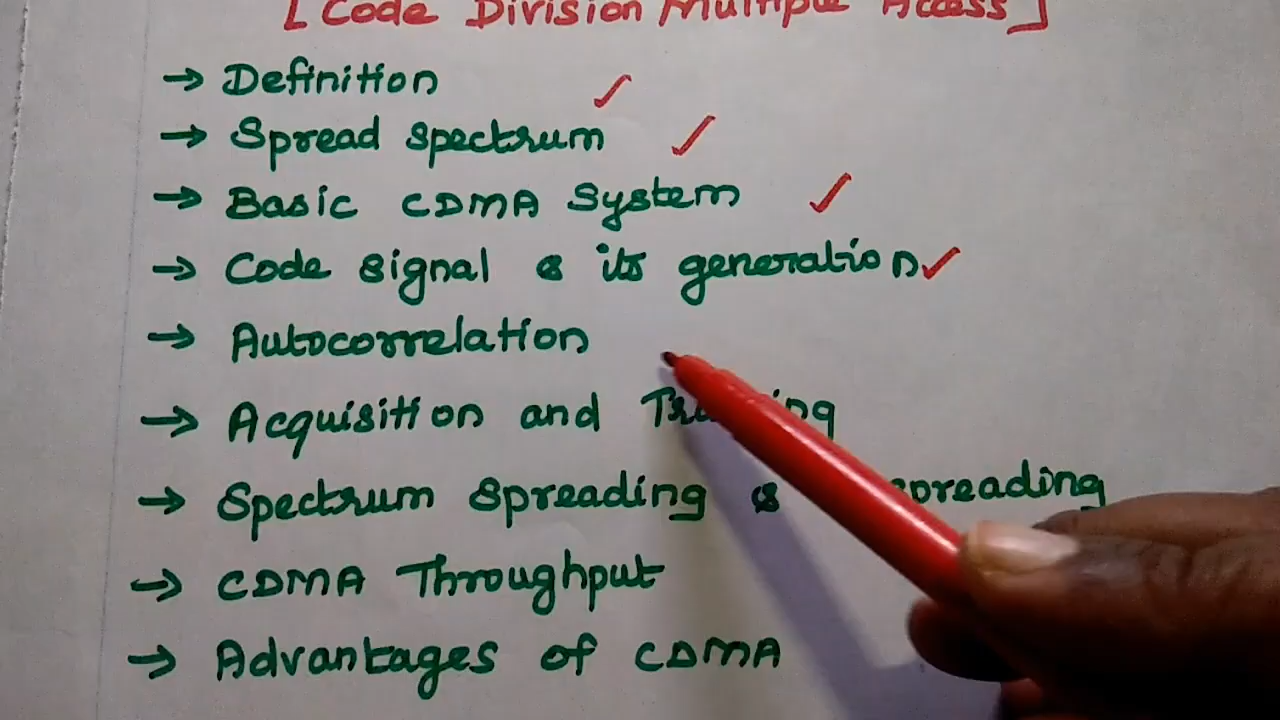 [Code Division Multiple Access]
→ Definition ✓
→ Spread spectrum ✓
→ Basic CDMA System ✓
→ Code signal & its generation ✓
→ Autocorrelation
→ Acquisition and
→ Spectrum spreading &
→ CDMA Throughput
→ Advantages of CDMA